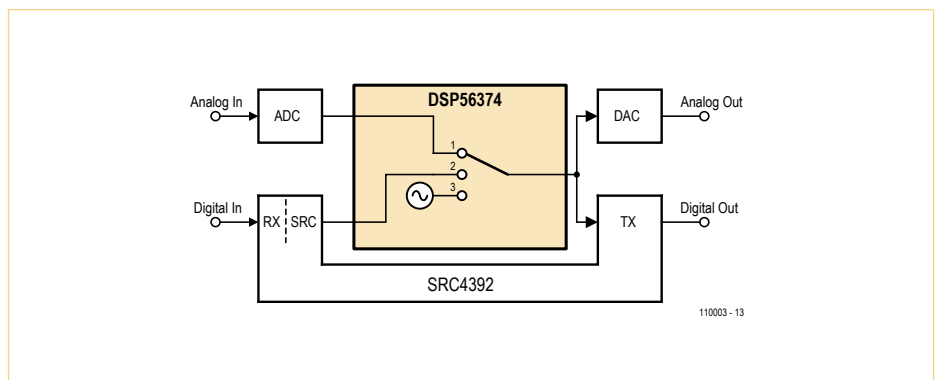 DSP56374
Analog In
ADC
1
2
3
DAC
Analog Out
Digital In
RX
SRC
TX
Digital Out
SRC4392
110003 - 13